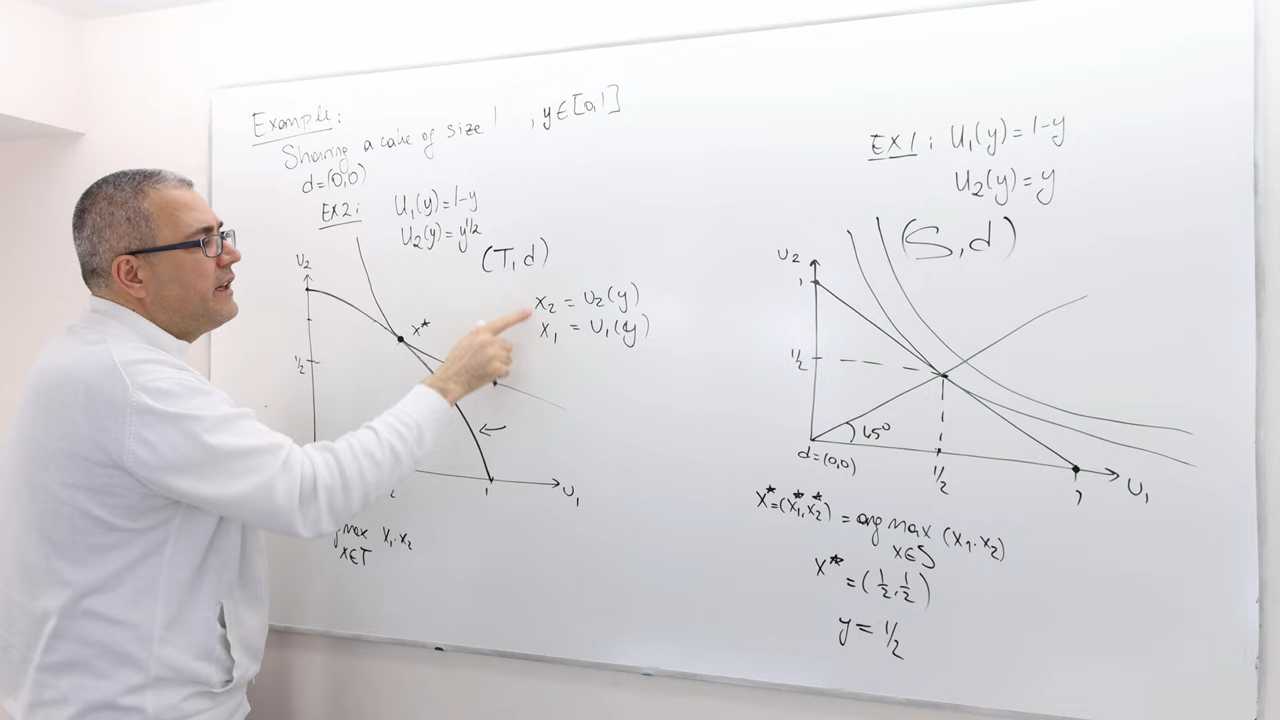 Example:
Sharing a cake of size 1 , y∈[0,1]
d=(0,0)
EX2: U₁(y)=1-y
U₂(y)=y^1/2
(T,d)
U₂
x*
x₂ = U₂(y)
x₁ = U₁(y)
1/2
1
U₁
max x₁·x₂
x∈T
EX1: U₁(y)=1-y
U₂(y)=y
(S,d)
U₂
1
1/2
45°
d=(0,0)
1/2
1
U₁
x*=(x₁*,x₂*) = arg max (x₁·x₂)
x∈S
x*=(1/2,1/2)
y=1/2